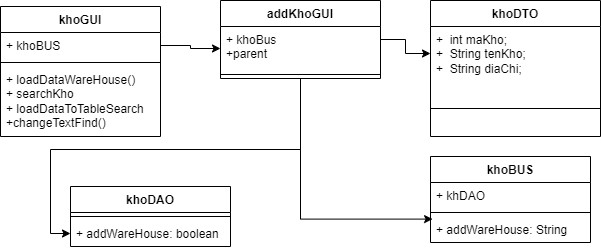 khoGUI
+ khoBUS
+ loadDataWareHouse()
+ searchKho
+ loadDataToTableSearch
+changeTextFind()
addKhoGUI
+ khoBus
+parent
khoDTO
+ int maKho;
+ String tenKho;
+ String diaChi;
khoDAO
+ addWareHouse: boolean
khoBUS
+ khDAO
+ addWareHouse: String